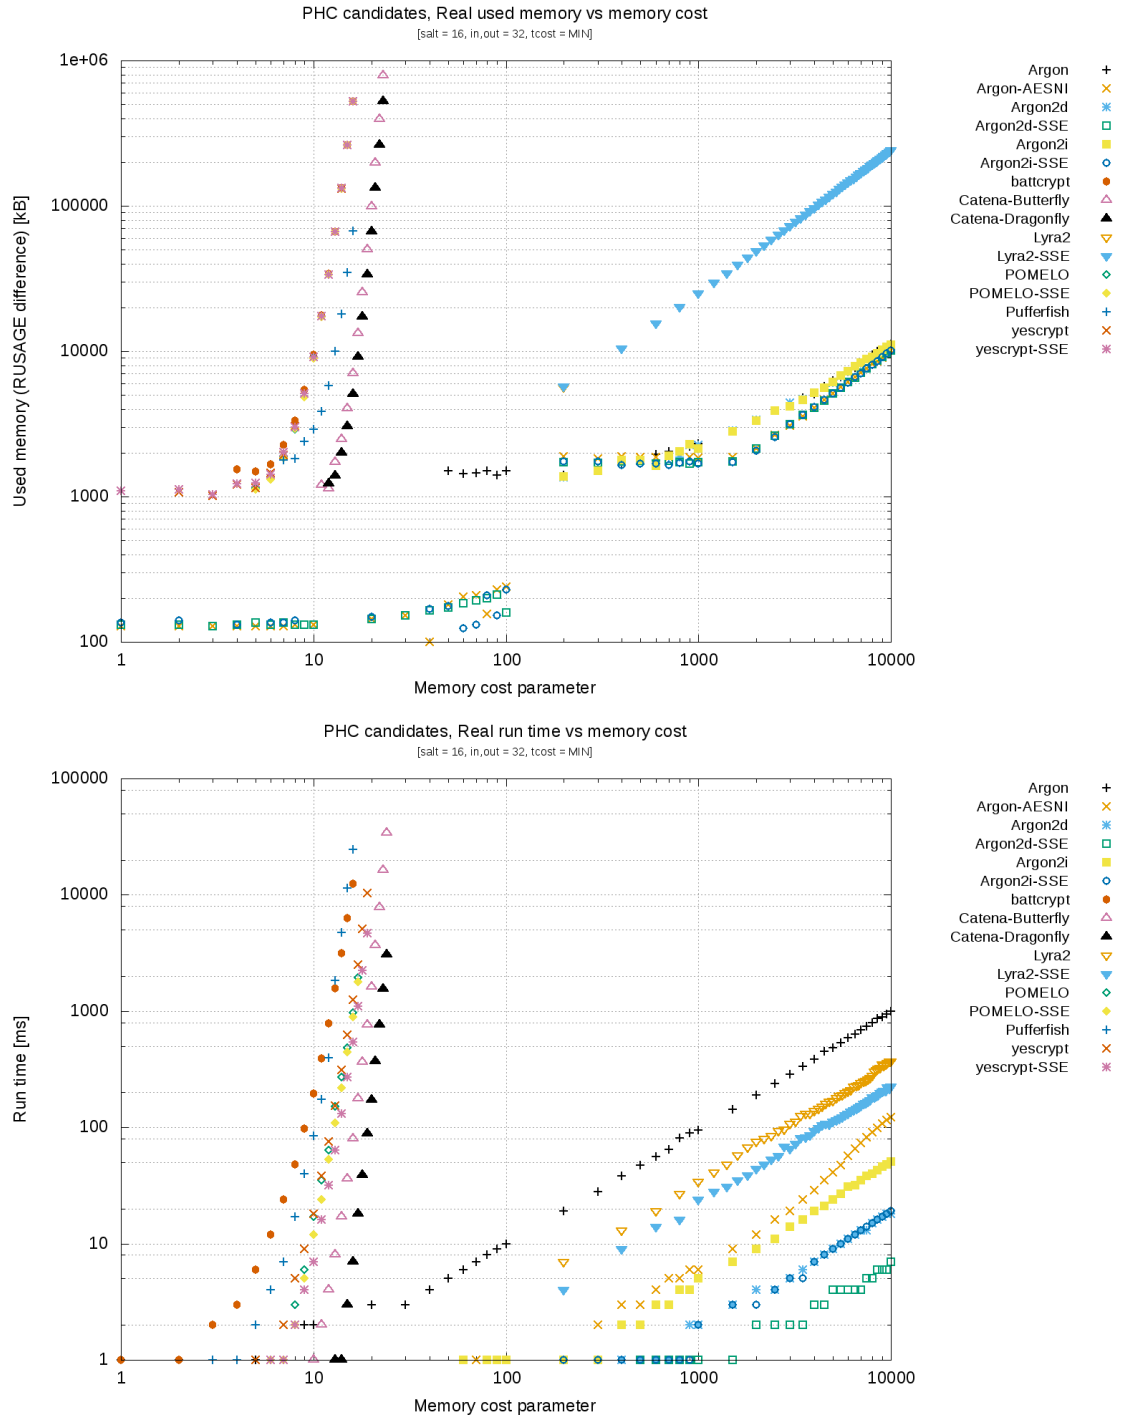 PHC candidates, Real used memory vs memory cost
[salt = 16, in,out = 32, tcost = MIN]
Used memory (RUSAGE difference) [kB]
1e+06
100000
10000
1000
100
1 10 100 1000 10000
Memory cost parameter
Argon
Argon-AESNI
Argon2d
Argon2d-SSE
Argon2i
Argon2i-SSE
battcrypt
Catena-Butterfly
Catena-Dragonfly
Lyra2
Lyra2-SSE
POMELO
POMELO-SSE
Pufferfish
yescrypt
yescrypt-SSE
PHC candidates, Real run time vs memory cost
[salt = 16, in,out = 32, tcost = MIN]
Run time [ms]
100000
10000
1000
100
10
1
1 10 100 1000 10000
Memory cost parameter
Argon
Argon-AESNI
Argon2d
Argon2d-SSE
Argon2i
Argon2i-SSE
battcrypt
Catena-Butterfly
Catena-Dragonfly
Lyra2
Lyra2-SSE
POMELO
POMELO-SSE
Pufferfish
yescrypt
yescrypt-SSE